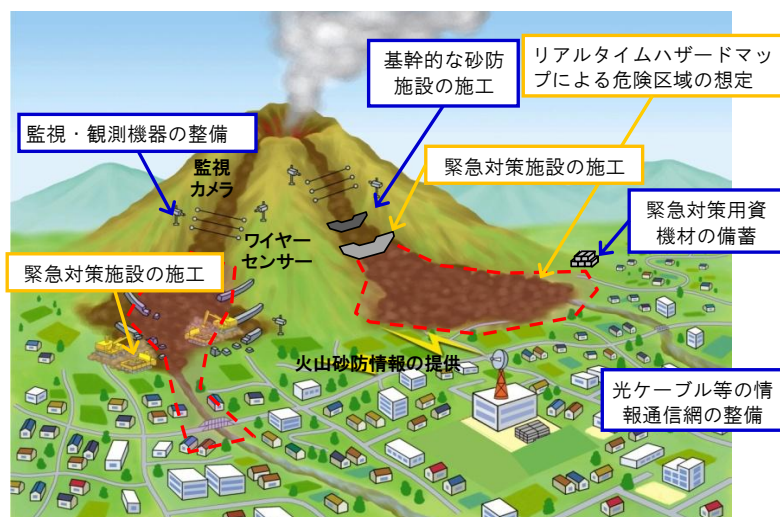 基幹的な砂防
施設の施工
リアルタイムハザードマッ
プによる危険区域の想定
監視・観測機器の整備
監視
カメラ
緊急対策施設の施工
緊急対策用資
機材の備蓄
ワイヤー
センサー
緊急対策施設の施工
火山砂防情報の提供
光ケーブル等の情
報通信網の整備